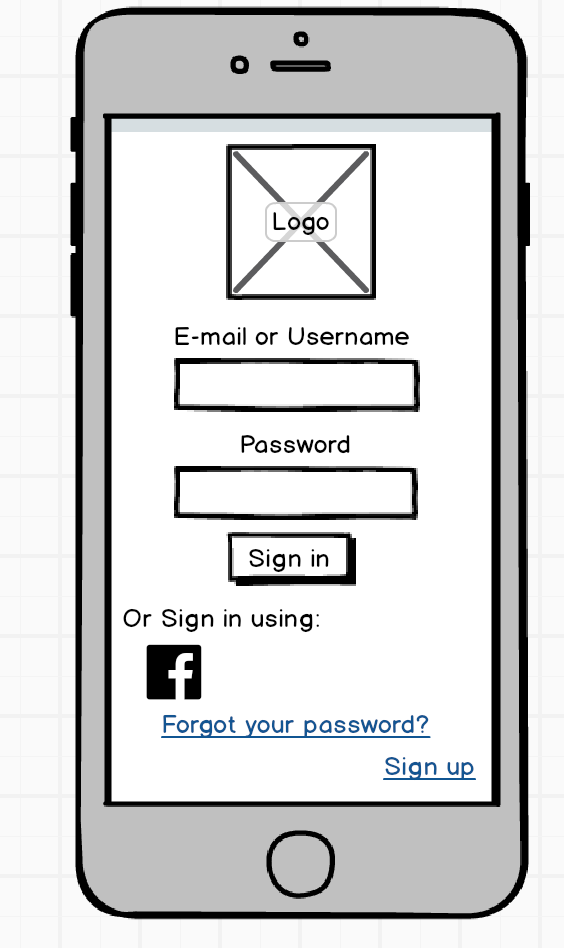 Logo
E-mail or Username
Password
Sign in
Or Sign in using:
Forgot your password?
Sign up